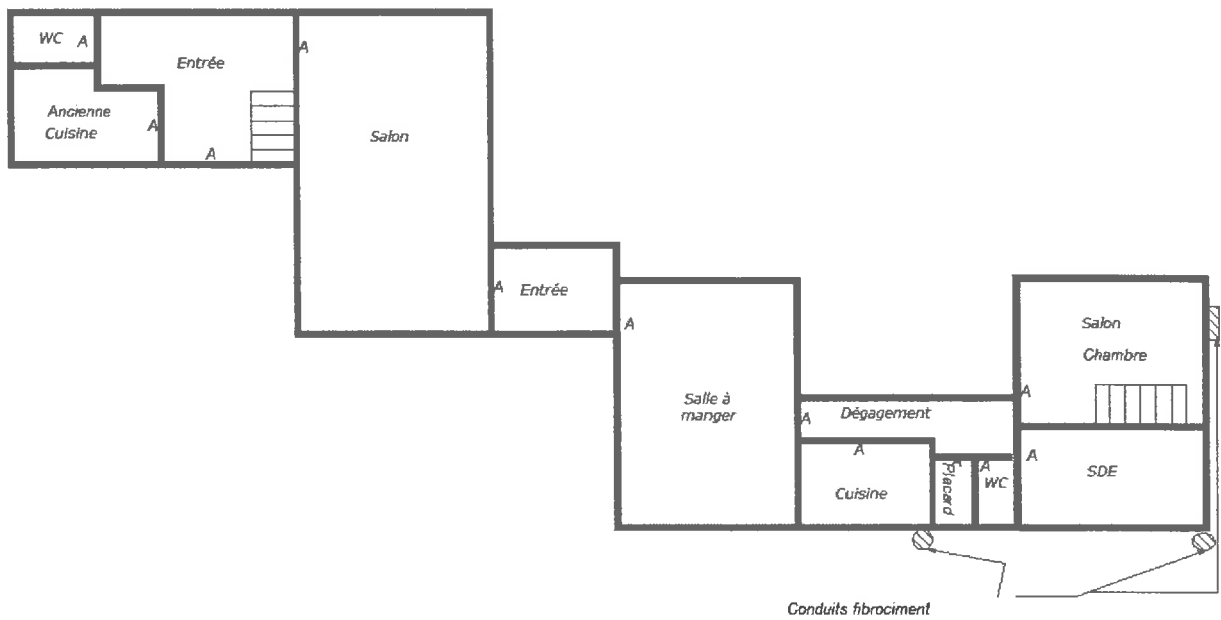 WC
A
Entrée
A
Ancienne
Cuisine
A
A
Salon
A
Entrée
A
Salle à
manger
Salon
Chambre
A
A
Dégagement
A
Cuisine
Placard
A
WC
A
SDE
Conduits fibrociment